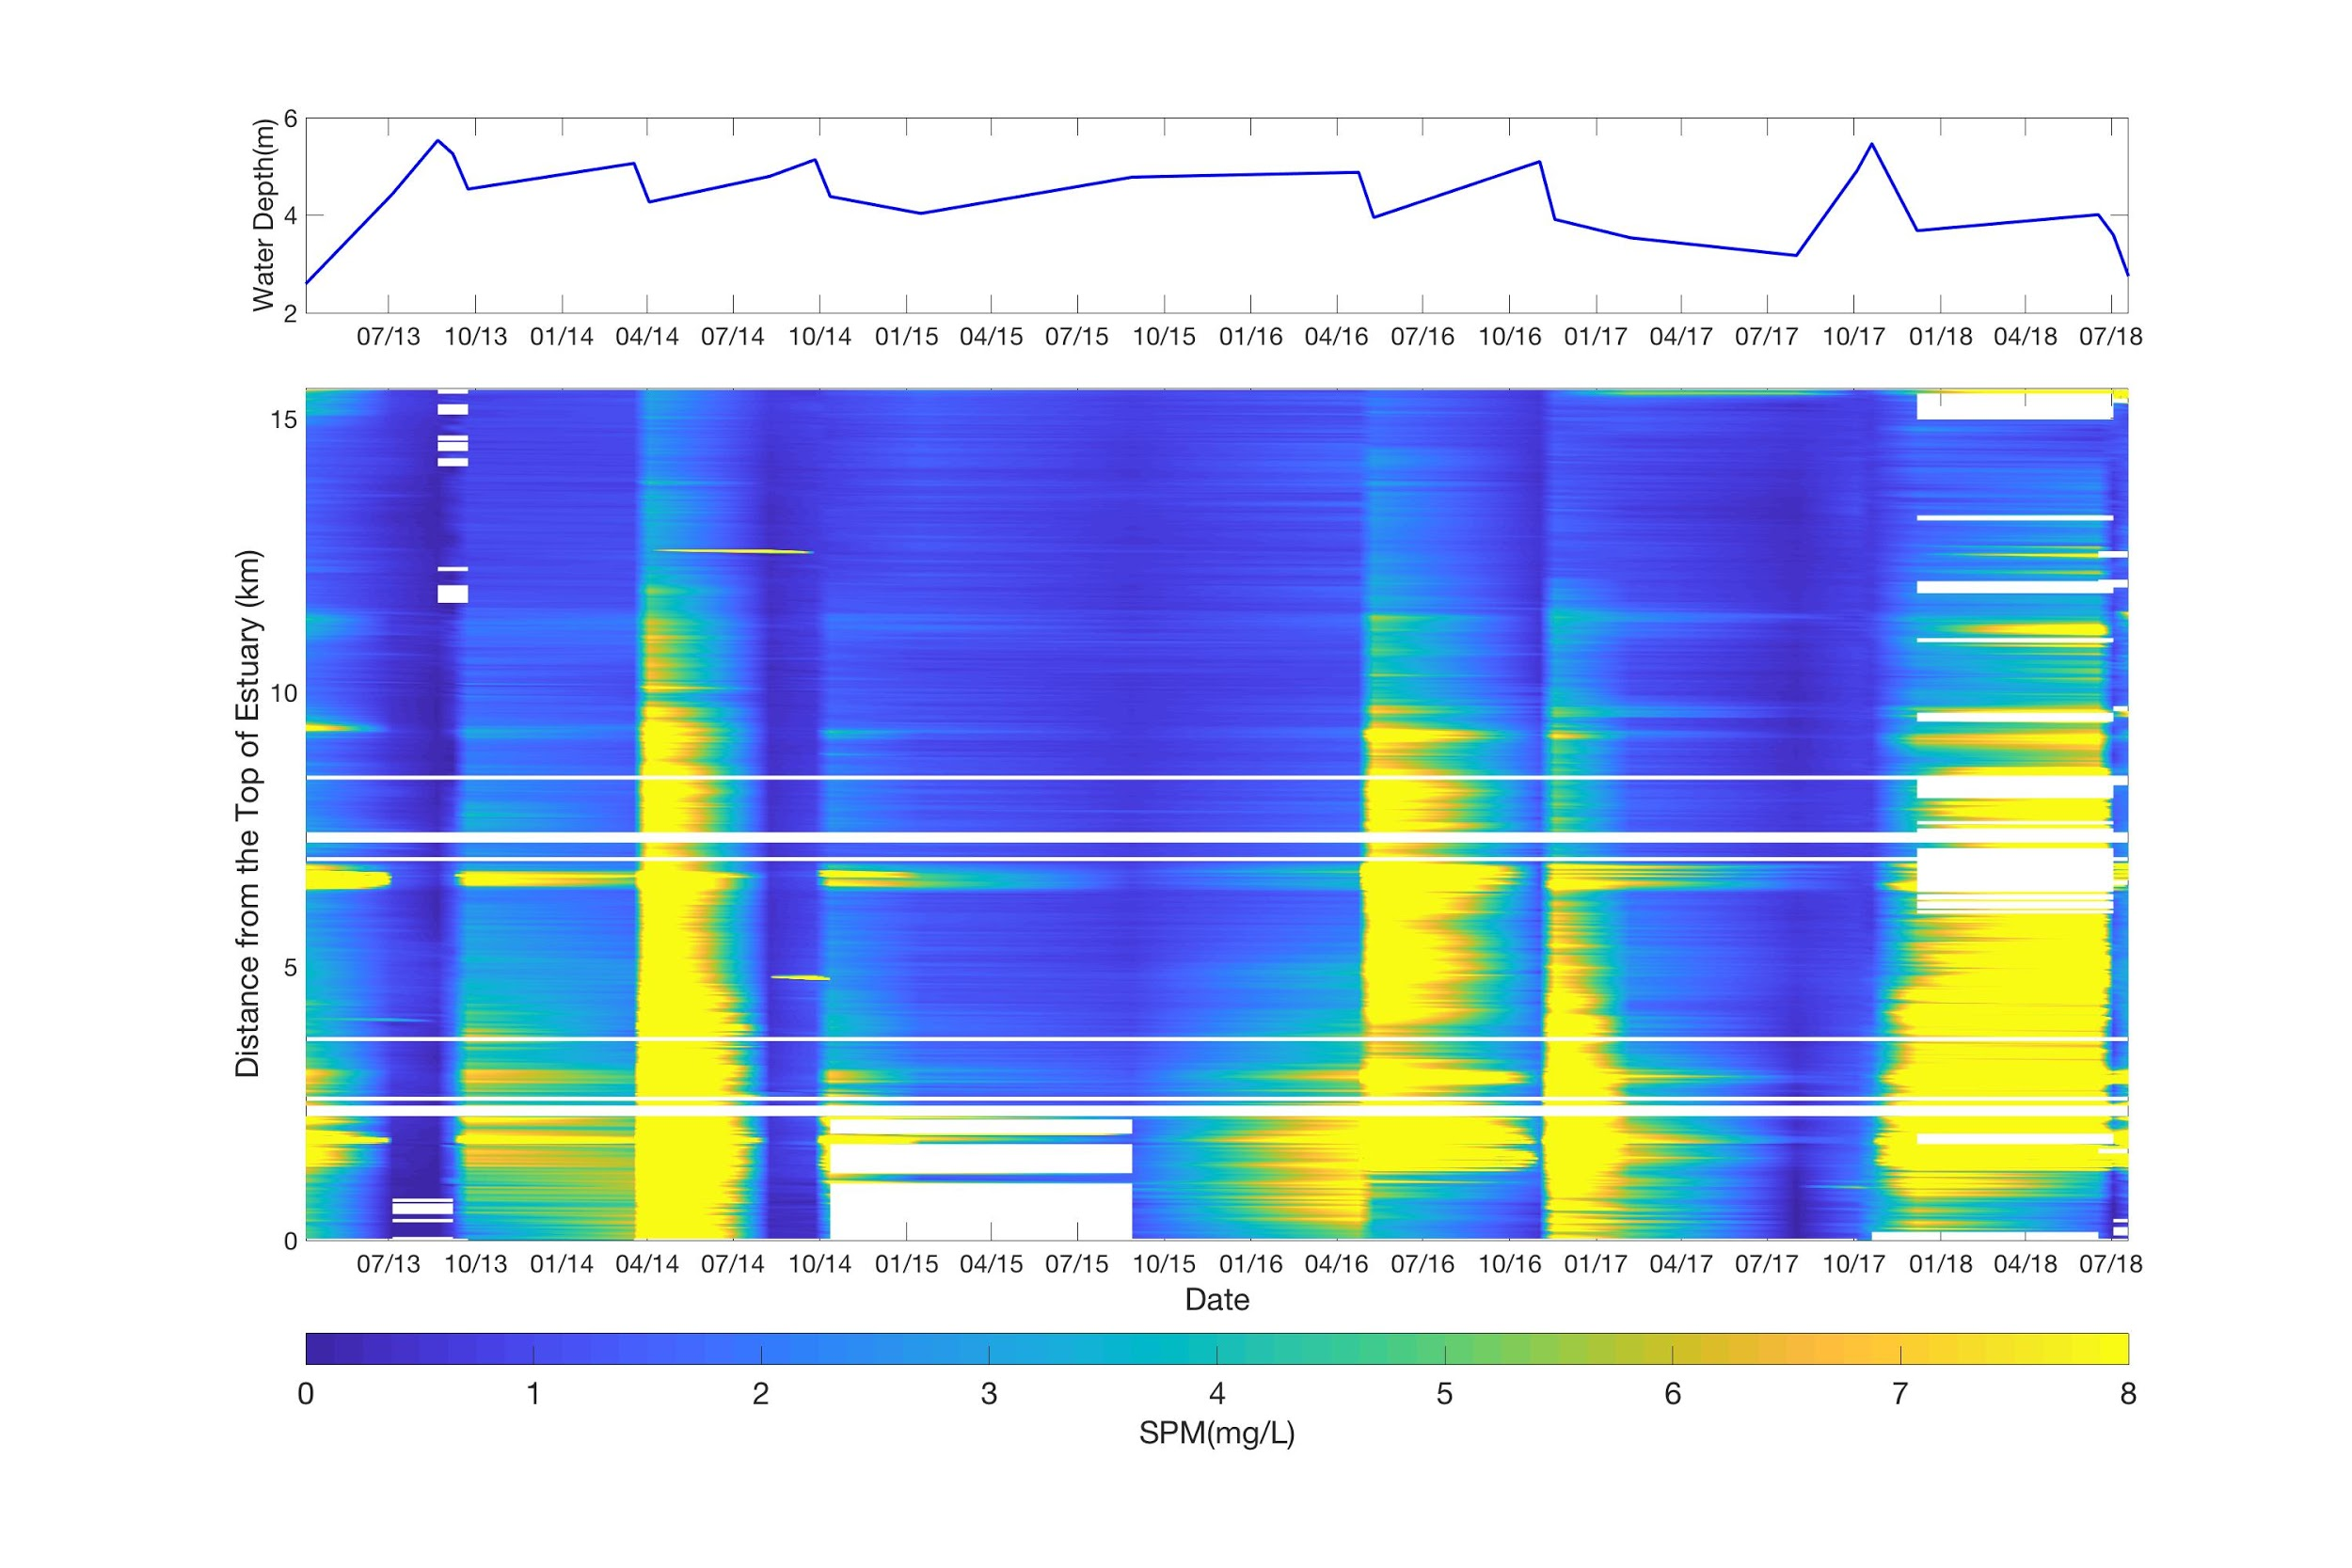 Water Depth(m)
6
4
2
07/13 10/13 01/14 04/14 07/14 10/14 01/15 04/15 07/15 10/15 01/16 04/16 07/16 10/16 01/17 04/17 07/17 10/17 01/18 04/18 07/18
Distance from the Top of Estuary (km)
15
10
5
0
07/13 10/13 01/14 04/14 07/14 10/14 01/15 04/15 07/15 10/15 01/16 04/16 07/16 10/16 01/17 04/17 07/17 10/17 01/18 04/18 07/18
Date
0 1 2 3 4 5 6 7 8
SPM(mg/L)